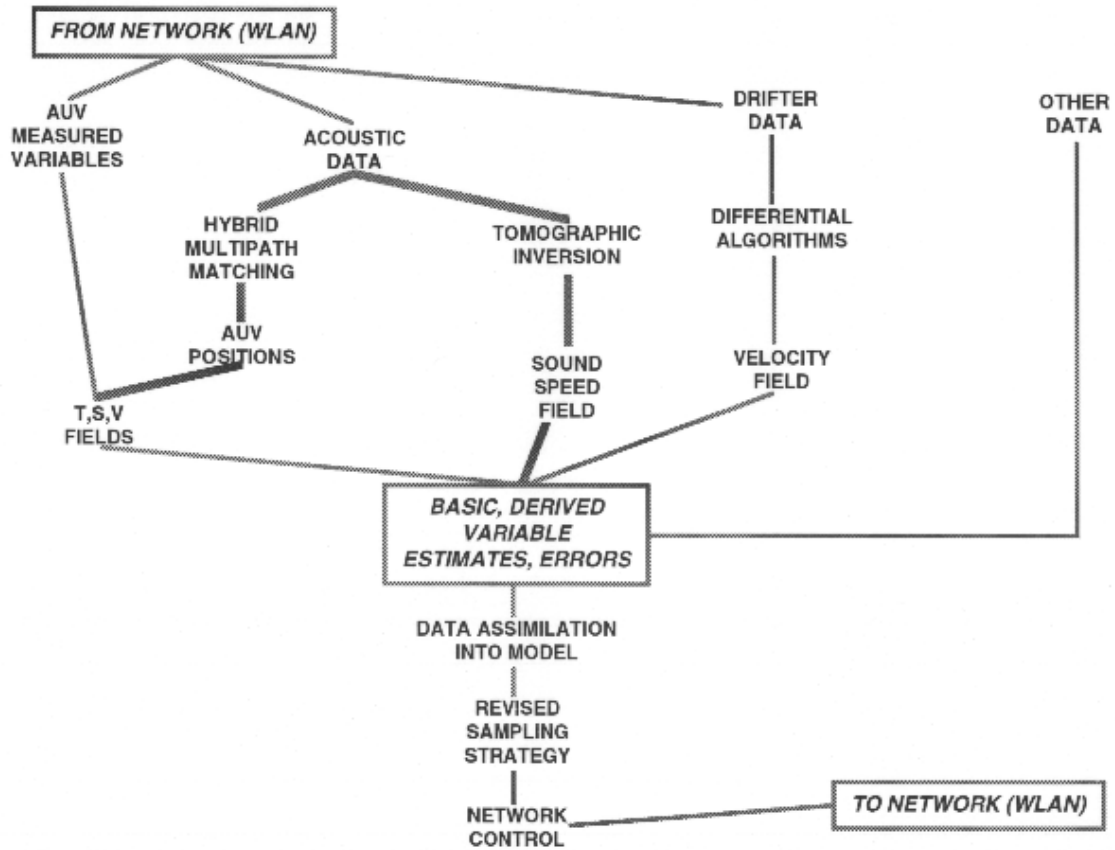 FROM NETWORK (WLAN)
AUV
MEASURED
VARIABLES
ACOUSTIC
DATA
DRIFTER
DATA
OTHER
DATA
HYBRID
MULTIPATH
MATCHING
TOMOGRAPHIC
INVERSION
DIFFERENTIAL
ALGORITHMS
AUV
POSITIONS
SOUND
SPEED
FIELD
VELOCITY
FIELD
T,S,V
FIELDS
BASIC, DERIVED
VARIABLE
ESTIMATES, ERRORS
DATA ASSIMILATION
INTO MODEL
REVISED
SAMPLING
STRATEGY
NETWORK
CONTROL
TO NETWORK (WLAN)